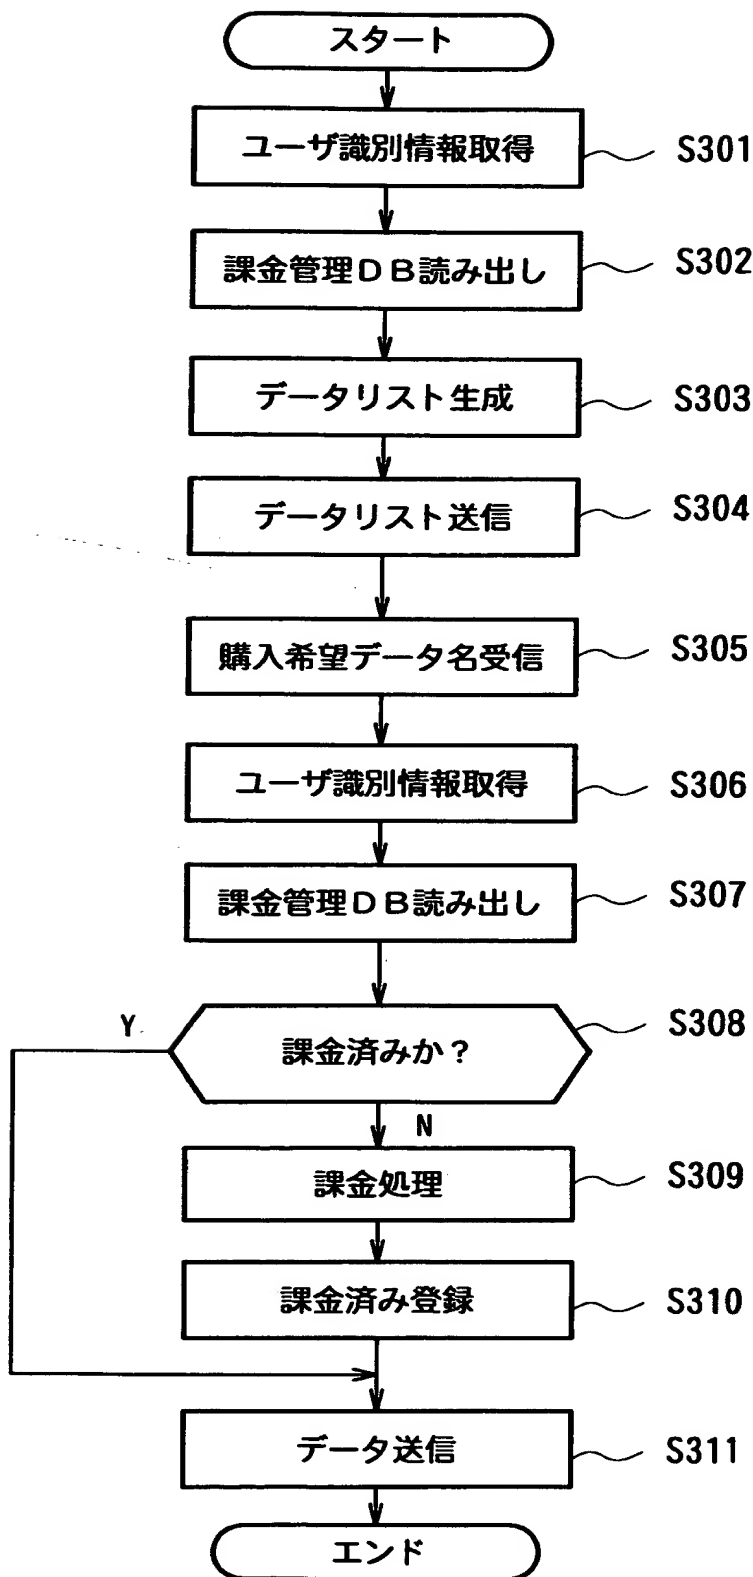 スタート
ユーザ識別情報取得 S301
課金管理DB読み出し S302
データリスト生成 S303
データリスト送信 S304
購入希望データ名受信 S305
ユーザ識別情報取得 S306
課金管理DB読み出し S307
課金済みか? S308
Y
N
課金処理 S309
課金済み登録 S310
データ送信 S311
エンド